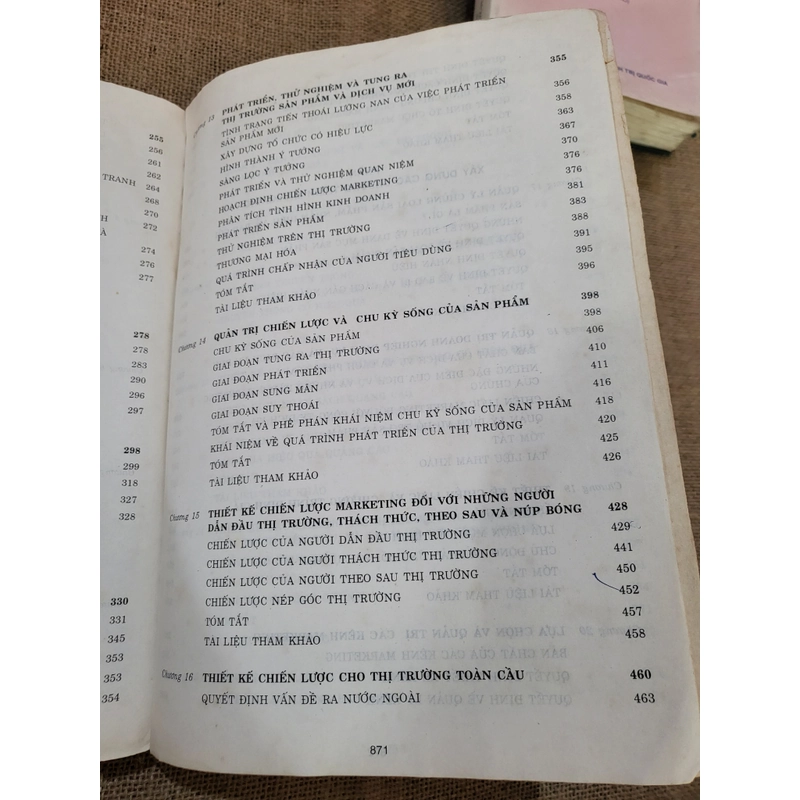 255
256
261
262
TRANH 264
268
270
H 272
À
274
276
277
278
278
283
290
296
297
298
299
318
327
328
330
331
345
353
353
354
Chương 13 PHÁT TRIỂN, THỬ NGHIỆM VÀ TUNG RA
THỊ TRƯỜNG SẢN PHẨM VÀ DỊCH VỤ MỚI 355
TÌNH TRẠNG TIẾN THOÁI LƯỠNG NAN CỦA VIỆC PHÁT TRIỂN
SẢN PHẨM MỚI 356
XÂY DỰNG TỔ CHỨC CÓ HIỆU LỰC 358
HÌNH THÀNH Ý TƯỞNG 363
SÀNG LỌC Ý TƯỞNG 367
PHÁT TRIỂN VÀ THỬ NGHIỆM QUAN NIỆM 370
HOẠCH ĐỊNH CHIẾN LƯỢC MARKETING 376
PHÂN TÍCH TÌNH HÌNH KINH DOANH 376
PHÁT TRIỂN SẢN PHẨM 381
THỬ NGHIỆM TRÊN THỊ TRƯỜNG 383
THƯƠNG MẠI HÓA 388
QUÁ TRÌNH CHẤP NHẬN CỦA NGƯỜI TIÊU DÙNG 391
TÓM TẮT 395
TÀI LIỆU THAM KHẢO 396
Chương 14 QUẢN TRỊ CHIẾN LƯỢC VÀ CHU KỲ SỐNG CỦA SẢN PHẨM 398
CHU KỲ SỐNG CỦA SẢN PHẨM 398
GIAI ĐOẠN TUNG RA THỊ TRƯỜNG 406
GIAI ĐOẠN PHÁT TRIỂN 410
GIAI ĐOẠN SUNG MÃN 411
GIAI ĐOẠN SUY THOÁI 416
TÓM TẮT VÀ PHÊ PHÁN KHÁI NIỆM CHU KỲ SỐNG CỦA SẢN PHẨM 418
KHÁI NIỆM VỀ QUÁ TRÌNH PHÁT TRIỂN CỦA THỊ TRƯỜNG 420
TÓM TẮT 425
TÀI LIỆU THAM KHẢO 426
Chương 15 THIẾT KẾ CHIẾN LƯỢC MARKETING ĐỐI VỚI NHỮNG NGƯỜI
DẪN ĐẦU THỊ TRƯỜNG, THÁCH THỨC, THEO SAU VÀ NÚP BÓNG 428
CHIẾN LƯỢC CỦA NGƯỜI DẪN ĐẦU THỊ TRƯỜNG 429
CHIẾN LƯỢC CỦA NGƯỜI THÁCH THỨC THỊ TRƯỜNG 441
CHIẾN LƯỢC CỦA NGƯỜI THEO SAU THỊ TRƯỜNG 450
CHIẾN LƯỢC NÉP GÓC THỊ TRƯỜNG 452
TÓM TẮT 457
TAI LIỆU THAM KHẢO 458
Chương 16 THIẾT KẾ CHIẾN LƯỢC CHO THỊ TRƯỜNG TOÀN CẦU 460
QUYẾT ĐỊNH VẤN ĐỀ RA NƯỚC NGOÀI 463
871